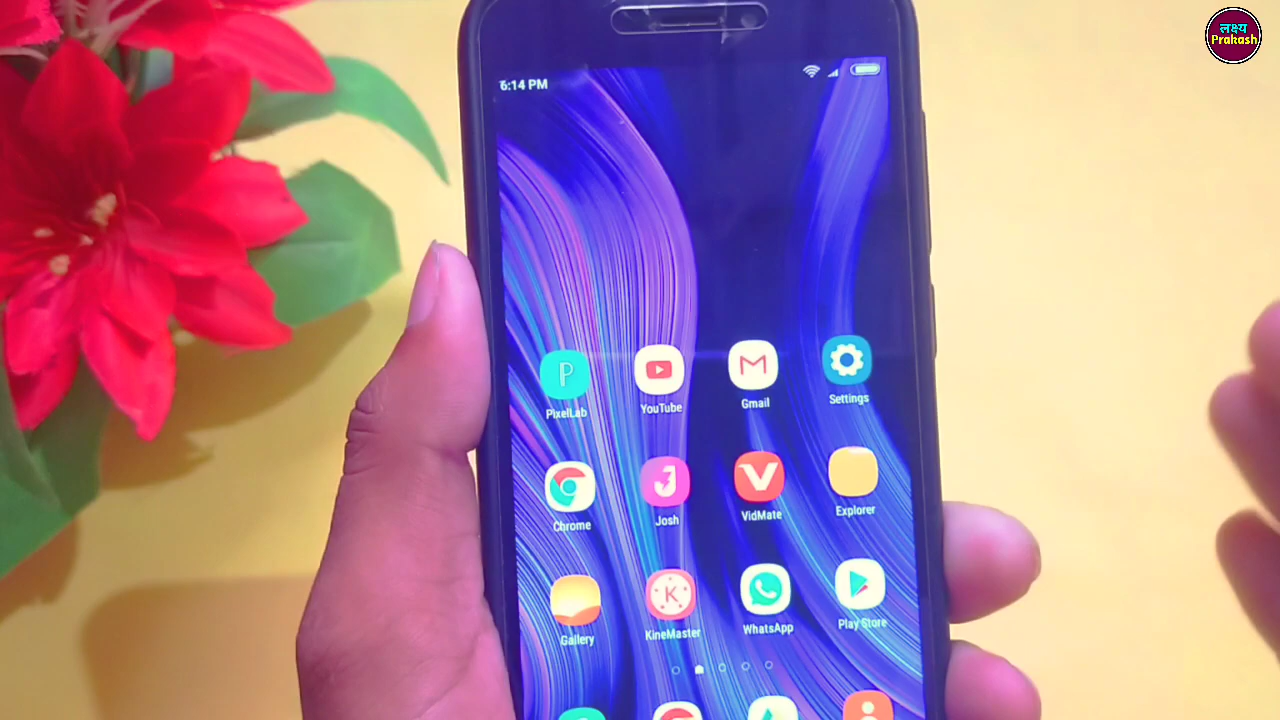 लक्ष्य
Prakash
6:14 PM
PixelLab
YouTube
Gmail
Settings
Chrome
Josh
VidMate
Explorer
Gallery
KineMaster
WhatsApp
Play Store